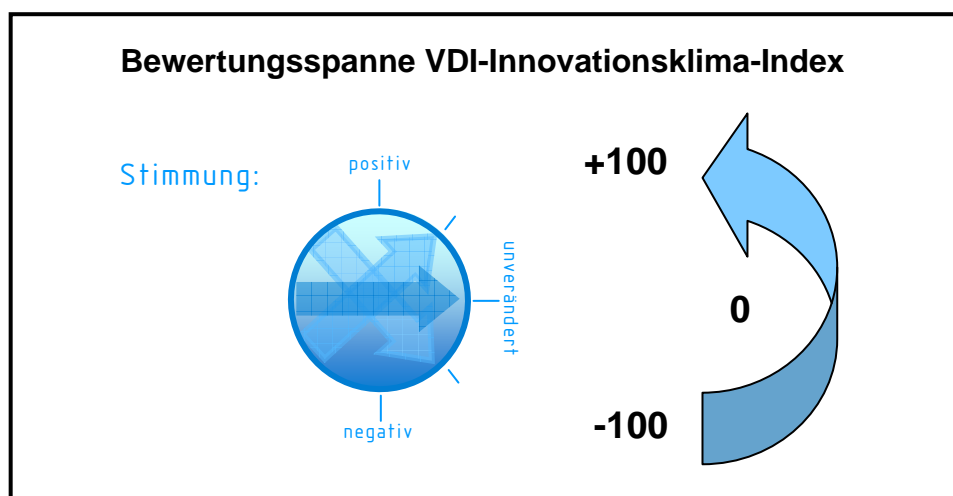 Bewertungsspanne VDI-Innovationsklima-Index
Stimmung:
positiv
unverändert
negativ
+100
0
-100